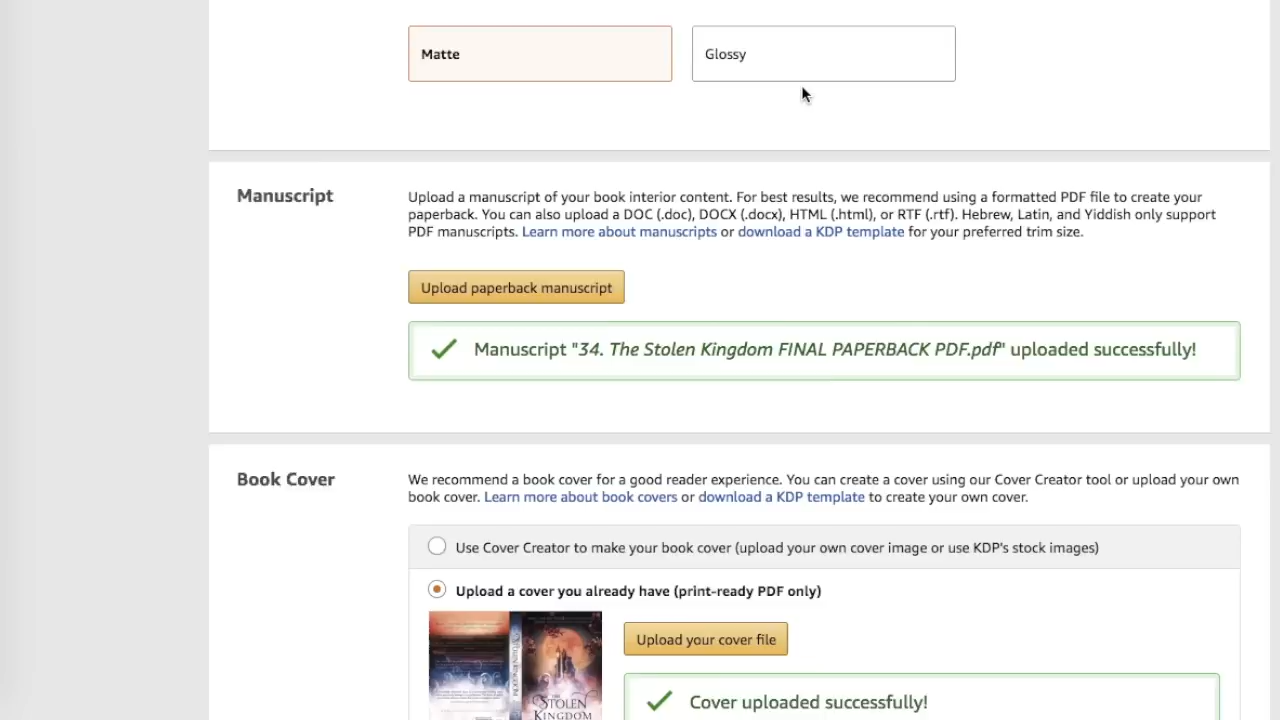 Matte
Glossy
Manuscript
Upload a manuscript of your book interior content. For best results, we recommend using a formatted PDF file to create your
paperback. You can also upload a DOC (.doc), DOCX (.docx), HTML (.html), or RTF (.rtf). Hebrew, Latin, and Yiddish only support
PDF manuscripts. Learn more about manuscripts or download a KDP template for your preferred trim size.
Upload paperback manuscript
Manuscript "34. The Stolen Kingdom FINAL PAPERBACK PDF.pdf" uploaded successfully!
Book Cover
We recommend a book cover for a good reader experience. You can create a cover using our Cover Creator tool or upload your own
book cover. Learn more about book covers or download a KDP template to create your own cover.
Use Cover Creator to make your book cover (upload your own cover image or use KDP's stock images)
Upload a cover you already have (print-ready PDF only)
Upload your cover file
THE
STOLEN
KINGDOM
Cover uploaded successfully!